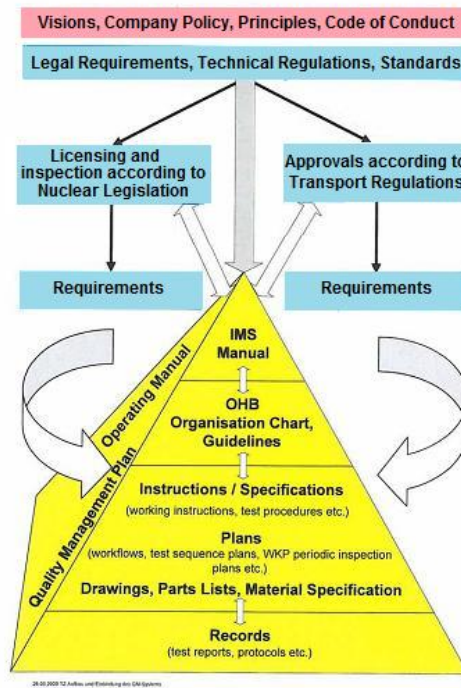 Visions, Company Policy, Principles, Code of Conduct
Legal Requirements, Technical Regulations, Standards
Licensing and
inspection according to
Nuclear Legislation
Approvals according to
Transport Regulations
Requirements
Requirements
Operating Manual
Quality Management Plan
IMS
Manual
OHB
Organisation Chart,
Guidelines
Instructions / Specifications
(working instructions, test procedures etc.)
Plans
(workflows, test sequence plans, WKP periodic inspection
plans etc.)
Drawings, Parts Lists, Material Specification
Records
(test reports, protocols etc.)